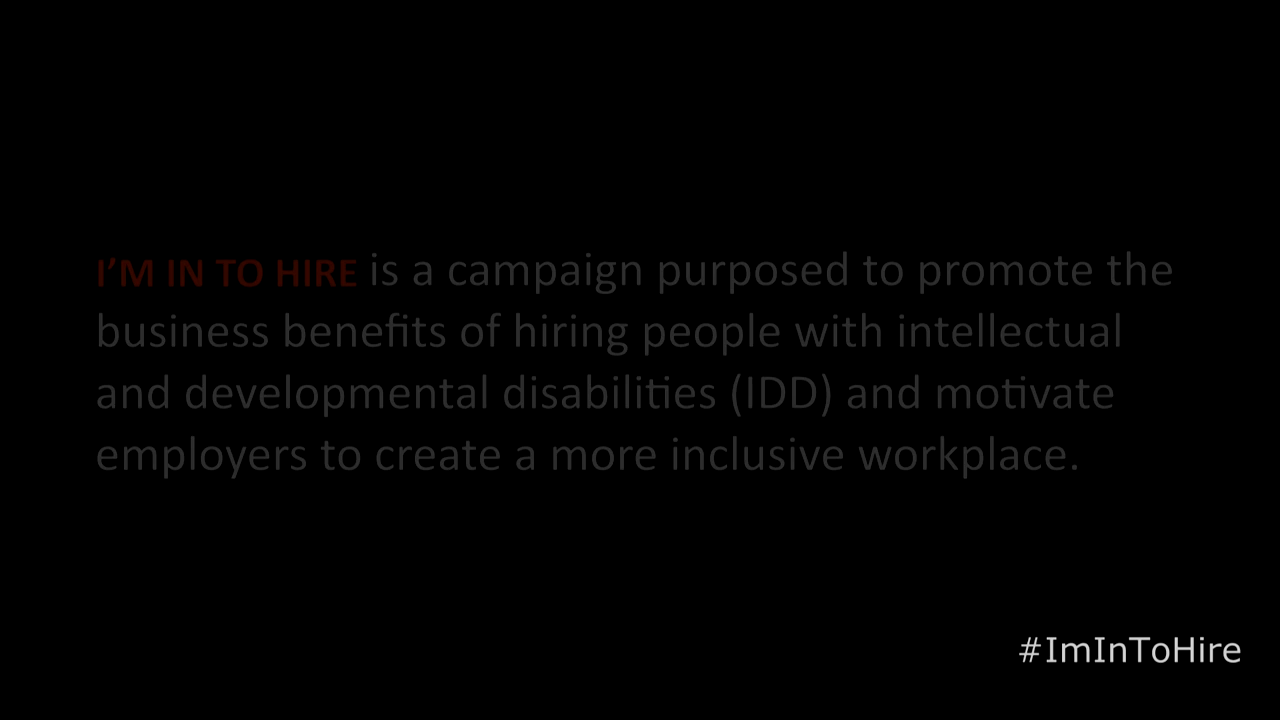 I’M IN TO HIRE is a campaign purposed to promote the
business benefits of hiring people with intellectual
and developmental disabilities (IDD) and motivate
employers to create a more inclusive workplace.
#ImInToHire